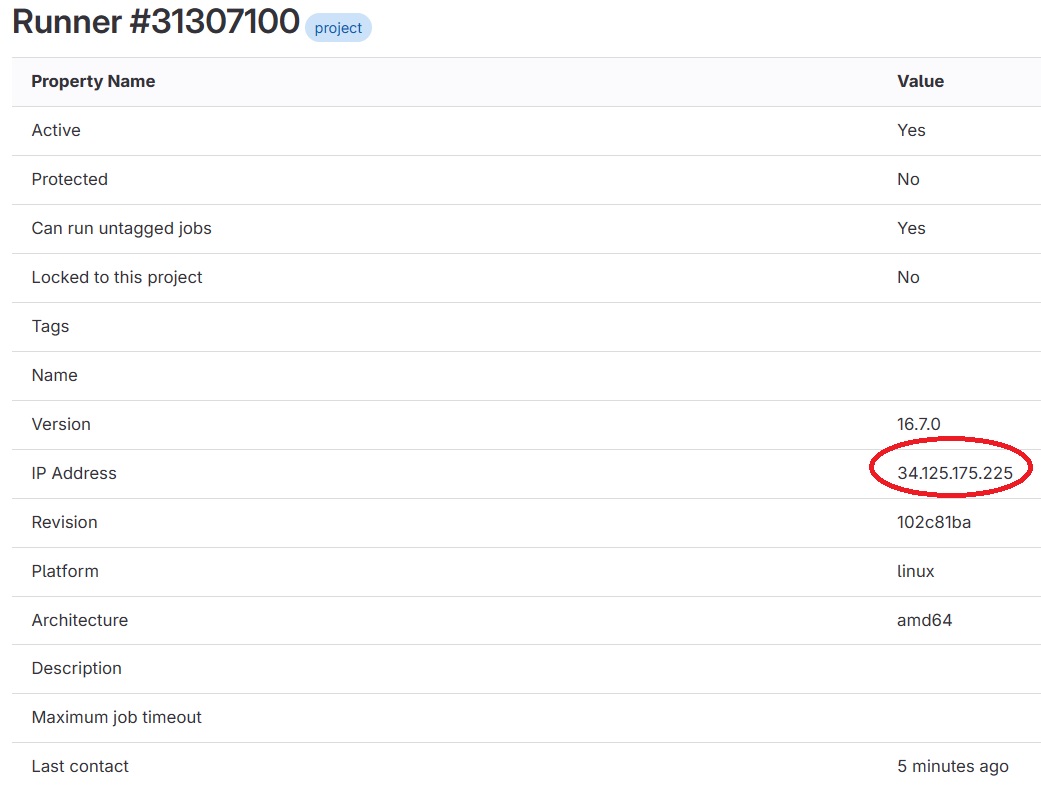 Runner #31307100 project
Property Name Value
Active Yes
Protected No
Can run untagged jobs Yes
Locked to this project No
Tags
Name
Version 16.7.0
IP Address 34.125.175.225
Revision 102c81ba
Platform linux
Architecture amd64
Description
Maximum job timeout
Last contact 5 minutes ago